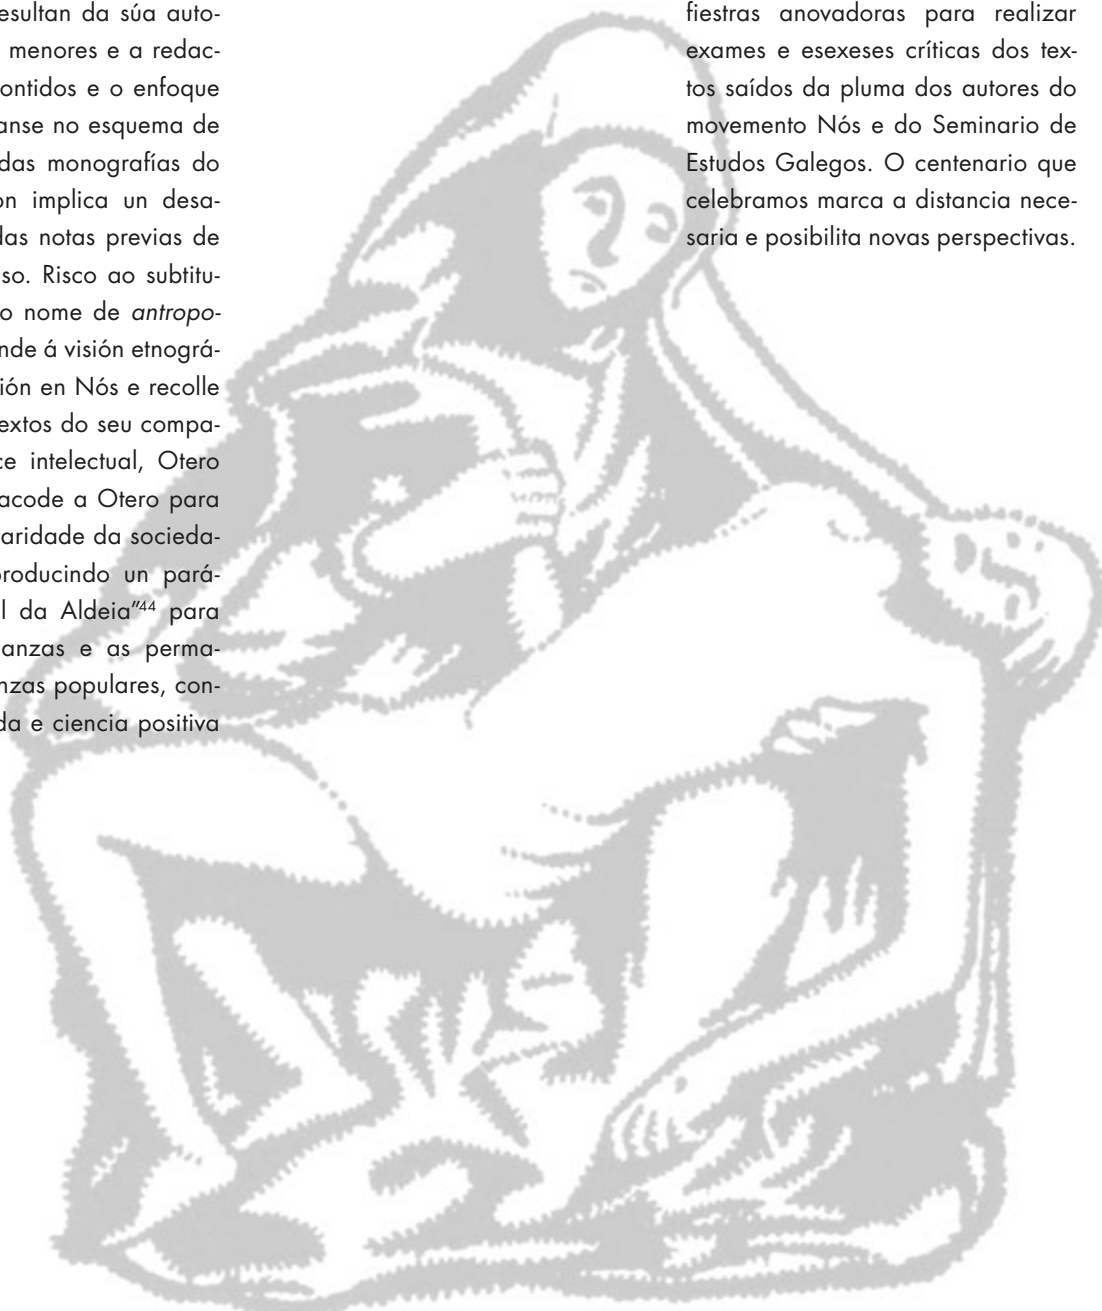 esultan da súa auto-
menores e a redac-
ontidos e o enfoque
anse no esquema de
das monografías do
on implica un desa-
das notas previas de
so. Risco ao subtitu-
o nome de antropo-
nde á visión etnográ-
ión en Nós e recolle
extos do seu compa-
ce intelectual, Otero
acode a Otero para
aridade da socieda-
producindo un pará-
l da Aldeia”⁴⁴ para
anzas e as perma-
nzas populares, con-
da e ciencia positiva
fiestras anovadoras para realizar
exames e esexeses críticas dos tex-
tos saídos da pluma dos autores do
movemento Nós e do Seminario de
Estudos Galegos. O centenario que
celebramos marca a distancia nece-
saria e posibilita novas perspectivas.